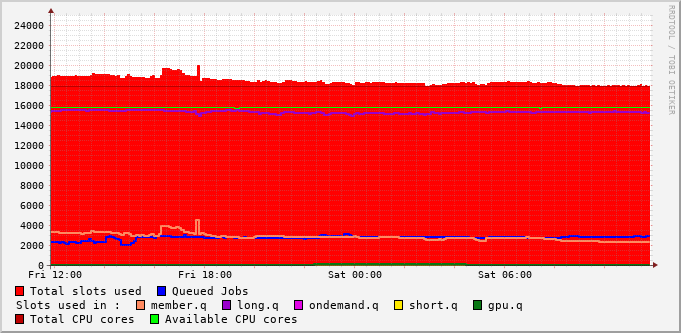 RRDTOOL / TOBI OETIKER
24000
22000
20000
18000
16000
14000
12000
10000
8000
6000
4000
2000
0
Fri 12:00 Fri 18:00 Sat 00:00 Sat 06:00
Total slots used Queued Jobs
Slots used in : member.q long.q ondemand.q short.q gpu.q
Total CPU cores Available CPU cores